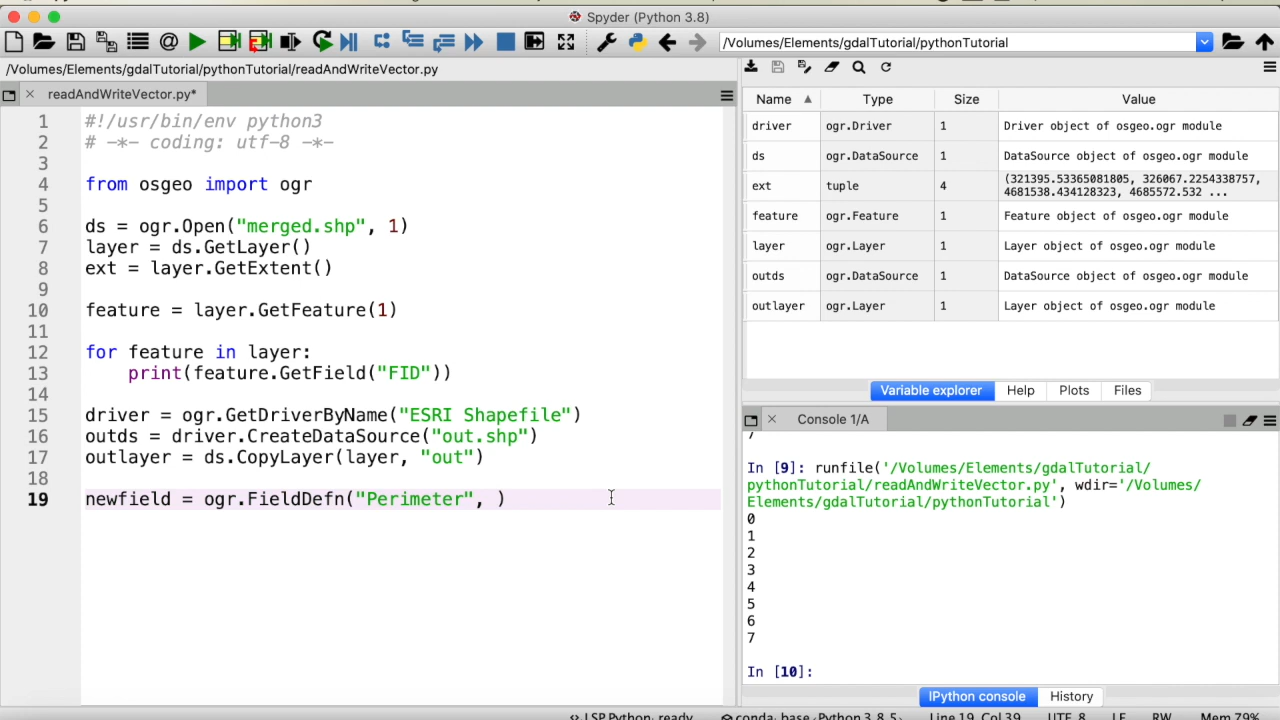 Spyder (Python 3.8)
/Volumes/Elements/gdalTutorial/pythonTutorial
/Volumes/Elements/gdalTutorial/pythonTutorial/readAndWriteVector.py
readAndWriteVector.py*
1 #!/usr/bin/env python3
2 # -*- coding: utf-8 -*-
3
4 from osgeo import ogr
5
6 ds = ogr.Open("merged.shp", 1)
7 layer = ds.GetLayer()
8 ext = layer.GetExtent()
9
10 feature = layer.GetFeature(1)
11
12 for feature in layer:
13 print(feature.GetField("FID"))
14
15 driver = ogr.GetDriverByName("ESRI Shapefile")
16 outds = driver.CreateDataSource("out.shp")
17 outlayer = ds.CopyLayer(layer, "out")
18
19 newfield = ogr.FieldDefn("Perimeter", )
Name Type Size Value
driver ogr.Driver 1 Driver object of osgeo.ogr module
ds ogr.DataSource 1 DataSource object of osgeo.ogr module
ext tuple 4 (321395.53365081805, 326067.2254338757,
4681538.434128323, 4685572.532 ...
feature ogr.Feature 1 Feature object of osgeo.ogr module
layer ogr.Layer 1 Layer object of osgeo.ogr module
outds ogr.DataSource 1 DataSource object of osgeo.ogr module
outlayer ogr.Layer 1 Layer object of osgeo.ogr module
Variable explorer Help Plots Files
Console 1/A
7
In [9]: runfile('/Volumes/Elements/gdalTutorial/
pythonTutorial/readAndWriteVector.py', wdir='/Volumes/
Elements/gdalTutorial/pythonTutorial')
0
1
2
3
4
5
6
7
In [10]:
IPython console History
LSP Python: ready conda: base (Python 3.8.5) Line 19, Col 39 UTF-8 LF RW Mem 79%